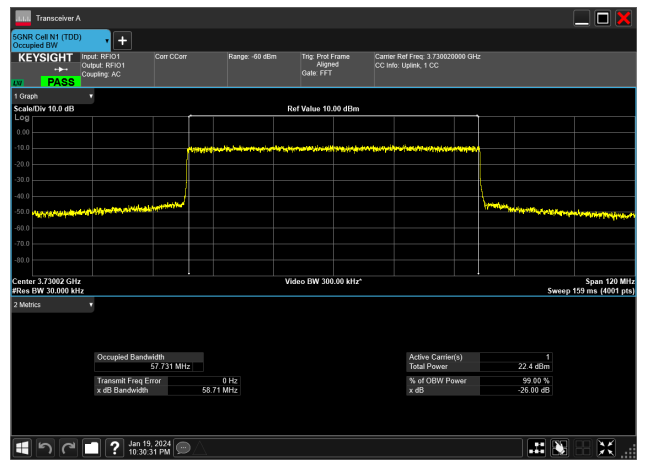 Transceiver A
5GNR Cell N1 (TDD)
Occupied BW
KEYSIGHT
PASS
Input: RFIO1
Output: RFIO1
Coupling: AC
Corr CCorr
Range: -60 dBm
Trig: Prot Frame
Aligned
Gate: FFT
Carrier Ref Freq: 3.730020000 GHz
CC Info: Uplink, 1 CC
1 Graph
Scale/Div 10.0 dB
Ref Value 10.00 dBm
Log
0.00
-10.0
-20.0
-30.0
-40.0
-50.0
-60.0
-70.0
-80.0
Center 3.73002 GHz
Video BW 300.00 kHz*
Span 120 MHz
#Res BW 30.000 kHz
Sweep 159 ms (4001 pts)
2 Metrics
Occupied Bandwidth
57.731 MHz
Transmit Freq Error 0 Hz
x dB Bandwidth 58.71 MHz
Active Carrier(s) 1
Total Power 22.4 dBm
% of OBW Power 99.00 %
x dB -26.00 dB
?
Jan 19, 2024
10:30:31 PM